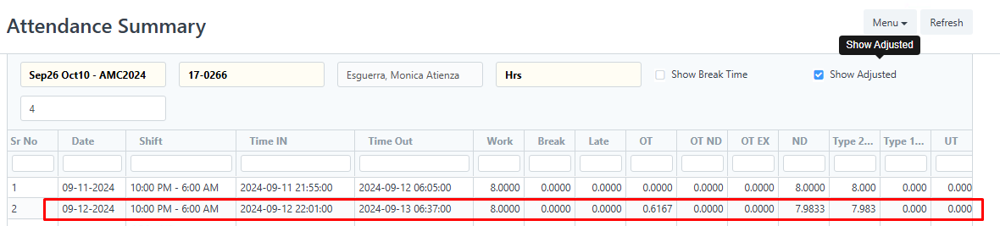 Attendance Summary
Menu
Refresh
Show Adjusted
Sep26 Oct10 - AMC2024
17-0266
Esguerra, Monica Atienza
Hrs
Show Break Time
Show Adjusted
4
Sr No Date Shift Time IN Time Out Work Break Late OT OT ND OT EX ND Type 2... Type 1... UT
1 09-11-2024 10:00 PM - 6:00 AM 2024-09-11 21:55:00 2024-09-12 06:05:00 8.0000 0.0000 0.0000 0.0000 0.0000 0.0000 8.0000 8.000 0.000 0.000
2 09-12-2024 10:00 PM - 6:00 AM 2024-09-12 22:01:00 2024-09-13 06:37:00 8.0000 0.0000 0.0000 0.6167 0.0000 0.0000 7.9833 7.983 0.000 0.000